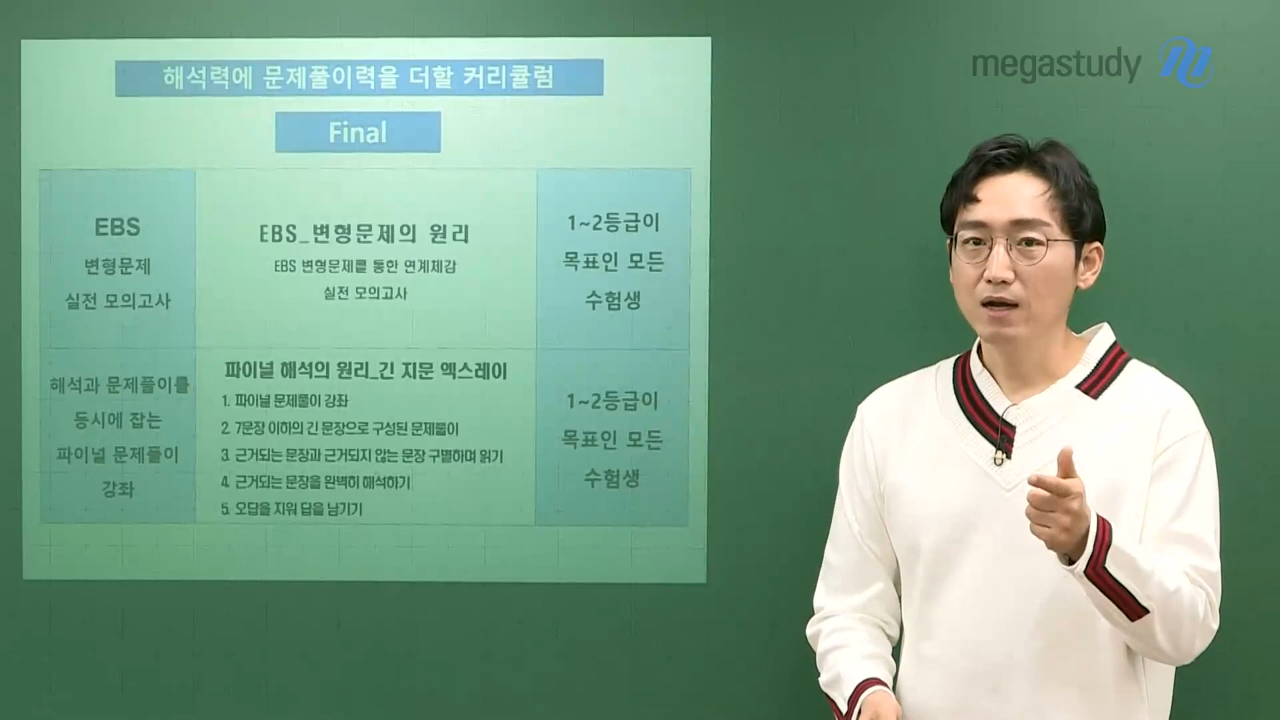 megastudy
해석력에 문제풀이력을 더할 커리큘럼
Final
EBS
변형문제
실전 모의고사
EBS_변형문제의 원리
EBS 변형문제를 통한 연계체감
실전 모의고사
1~2등급이
목표인 모든
수험생
해석과 문제풀이를
동시에 잡는
파이널 문제풀이
강좌
파이널 해석의 원리_긴 지문 엑스레이
1. 파이널 문제풀이 강좌
2. 7문장 이하의 긴 문장으로 구성된 문제풀이
3. 근거되는 문장과 근거되지 않는 문장 구별하며 읽기
4. 근거되는 문장을 완벽히 해석하기
5. 오답을 지워 답을 남기기
1~2등급이
목표인 모든
수험생